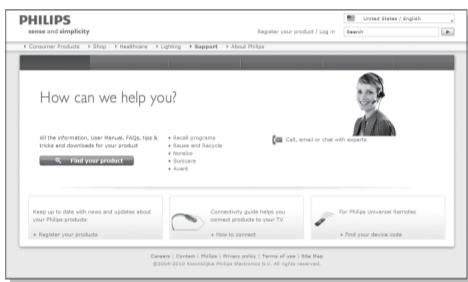 PHILIPS
sense and simplicity
United States / English
Register your product / Log in
Search
Consumer Products
Shop
Healthcare
Lighting
Support
About Philips
How can we help you?
All the information, User Manual, FAQs, tips &
tricks and downloads for your product
Find your product
+ Recall programs
+ Reuse and Recycle
+ Norelco
+ Sonicare
+ Avent
Call, email or chat with experts
Keep up to date with news and updates about
your Philips products
+ Register your products
Connectivity guide helps you
connect products to your TV
+ How to connect
For Philips Universal Remotes
+ Find your device code
Careers | Contact | Philips | Privacy policy | Terms of use | Site Map
©2004-2010 Koninklijke Philips Electronics N.V. All rights reserved.